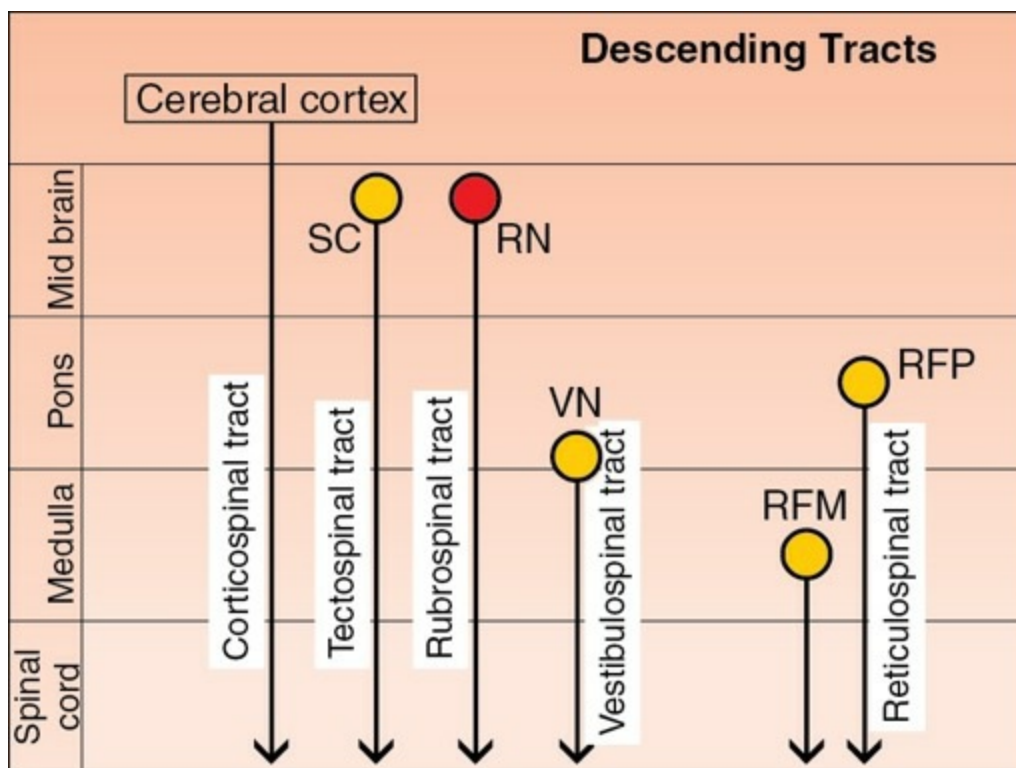 Descending Tracts
Cerebral cortex
Mid brain
SC
RN
Pons
RFP
VN
Corticospinal tract
Tectospinal tract
Rubrospinal tract
Vestibulospinal tract
Reticulospinal tract
Medulla
RFM
Spinal
cord